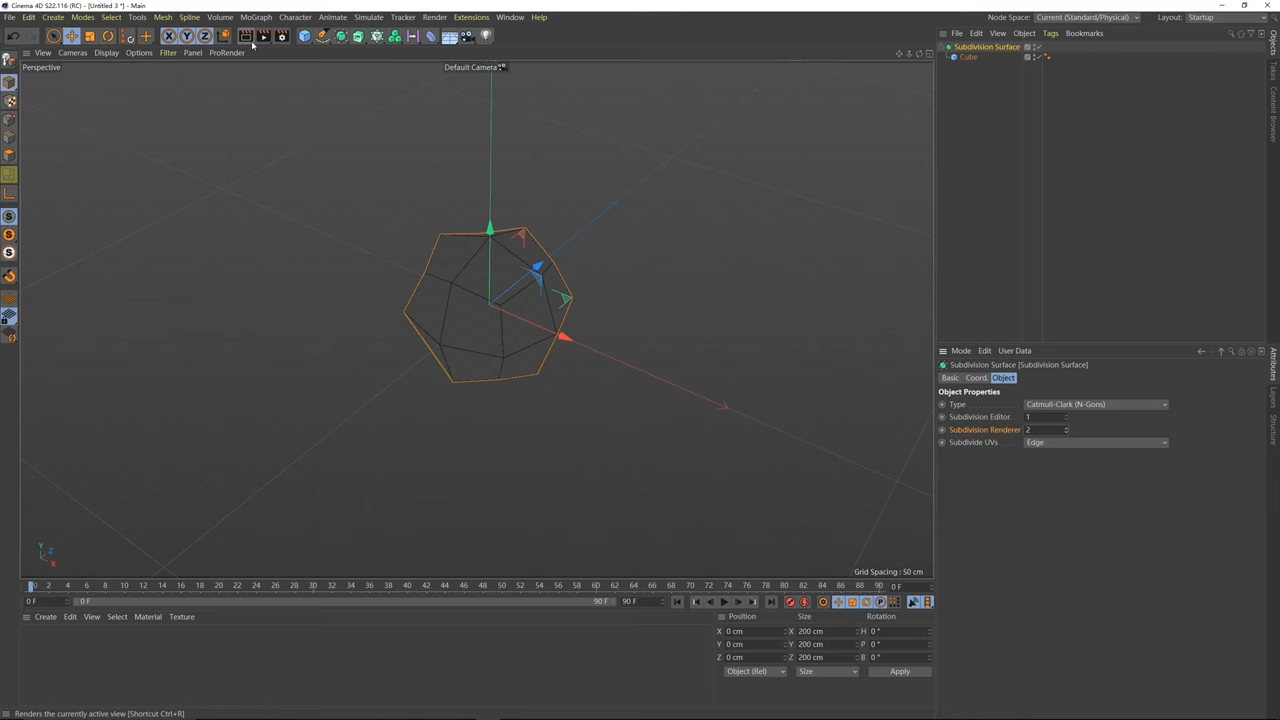 Cinema 4D S22.116 (RC) - [Untitled 3 *] - Main
File Edit Create Modes Select Tools Mesh Spline Volume MoGraph Character Animate Simulate Tracker Render Extensions Window Help
Node Space: Current (Standard/Physical) Layout: Startup
View Cameras Display Options Filter Panel ProRender
File Edit View Object Tags Bookmarks
Perspective
Default Camera
Subdivision Surface
Cube
Objects
Takes
Content Browser
X Y Z
S
S
S
Y Z
X
Grid Spacing : 50 cm
Mode Edit User Data
Subdivision Surface [Subdivision Surface]
Basic Coord. Object
Object Properties
Type Catmull-Clark (N-Gons)
Subdivision Editor 1
Subdivision Renderer 2
Subdivide UVs Edge
Attributes
Layers
Structure
0 2 4 6 8 10 12 14 16 18 20 22 24 26 28 30 32 34 36 38 40 42 44 46 48 50 52 54 56 58 60 62 64 66 68 70 72 74 76 78 80 82 84 86 88 90 0 F
0 F 0 F 90 F 90 F
Create Edit View Select Material Texture
Position Size Rotation
X 0 cm X 200 cm H 0 °
Y 0 cm Y 200 cm P 0 °
Z 0 cm Z 200 cm B 0 °
Object (Rel) Size Apply
Renders the currently active view [Shortcut Ctrl+R]